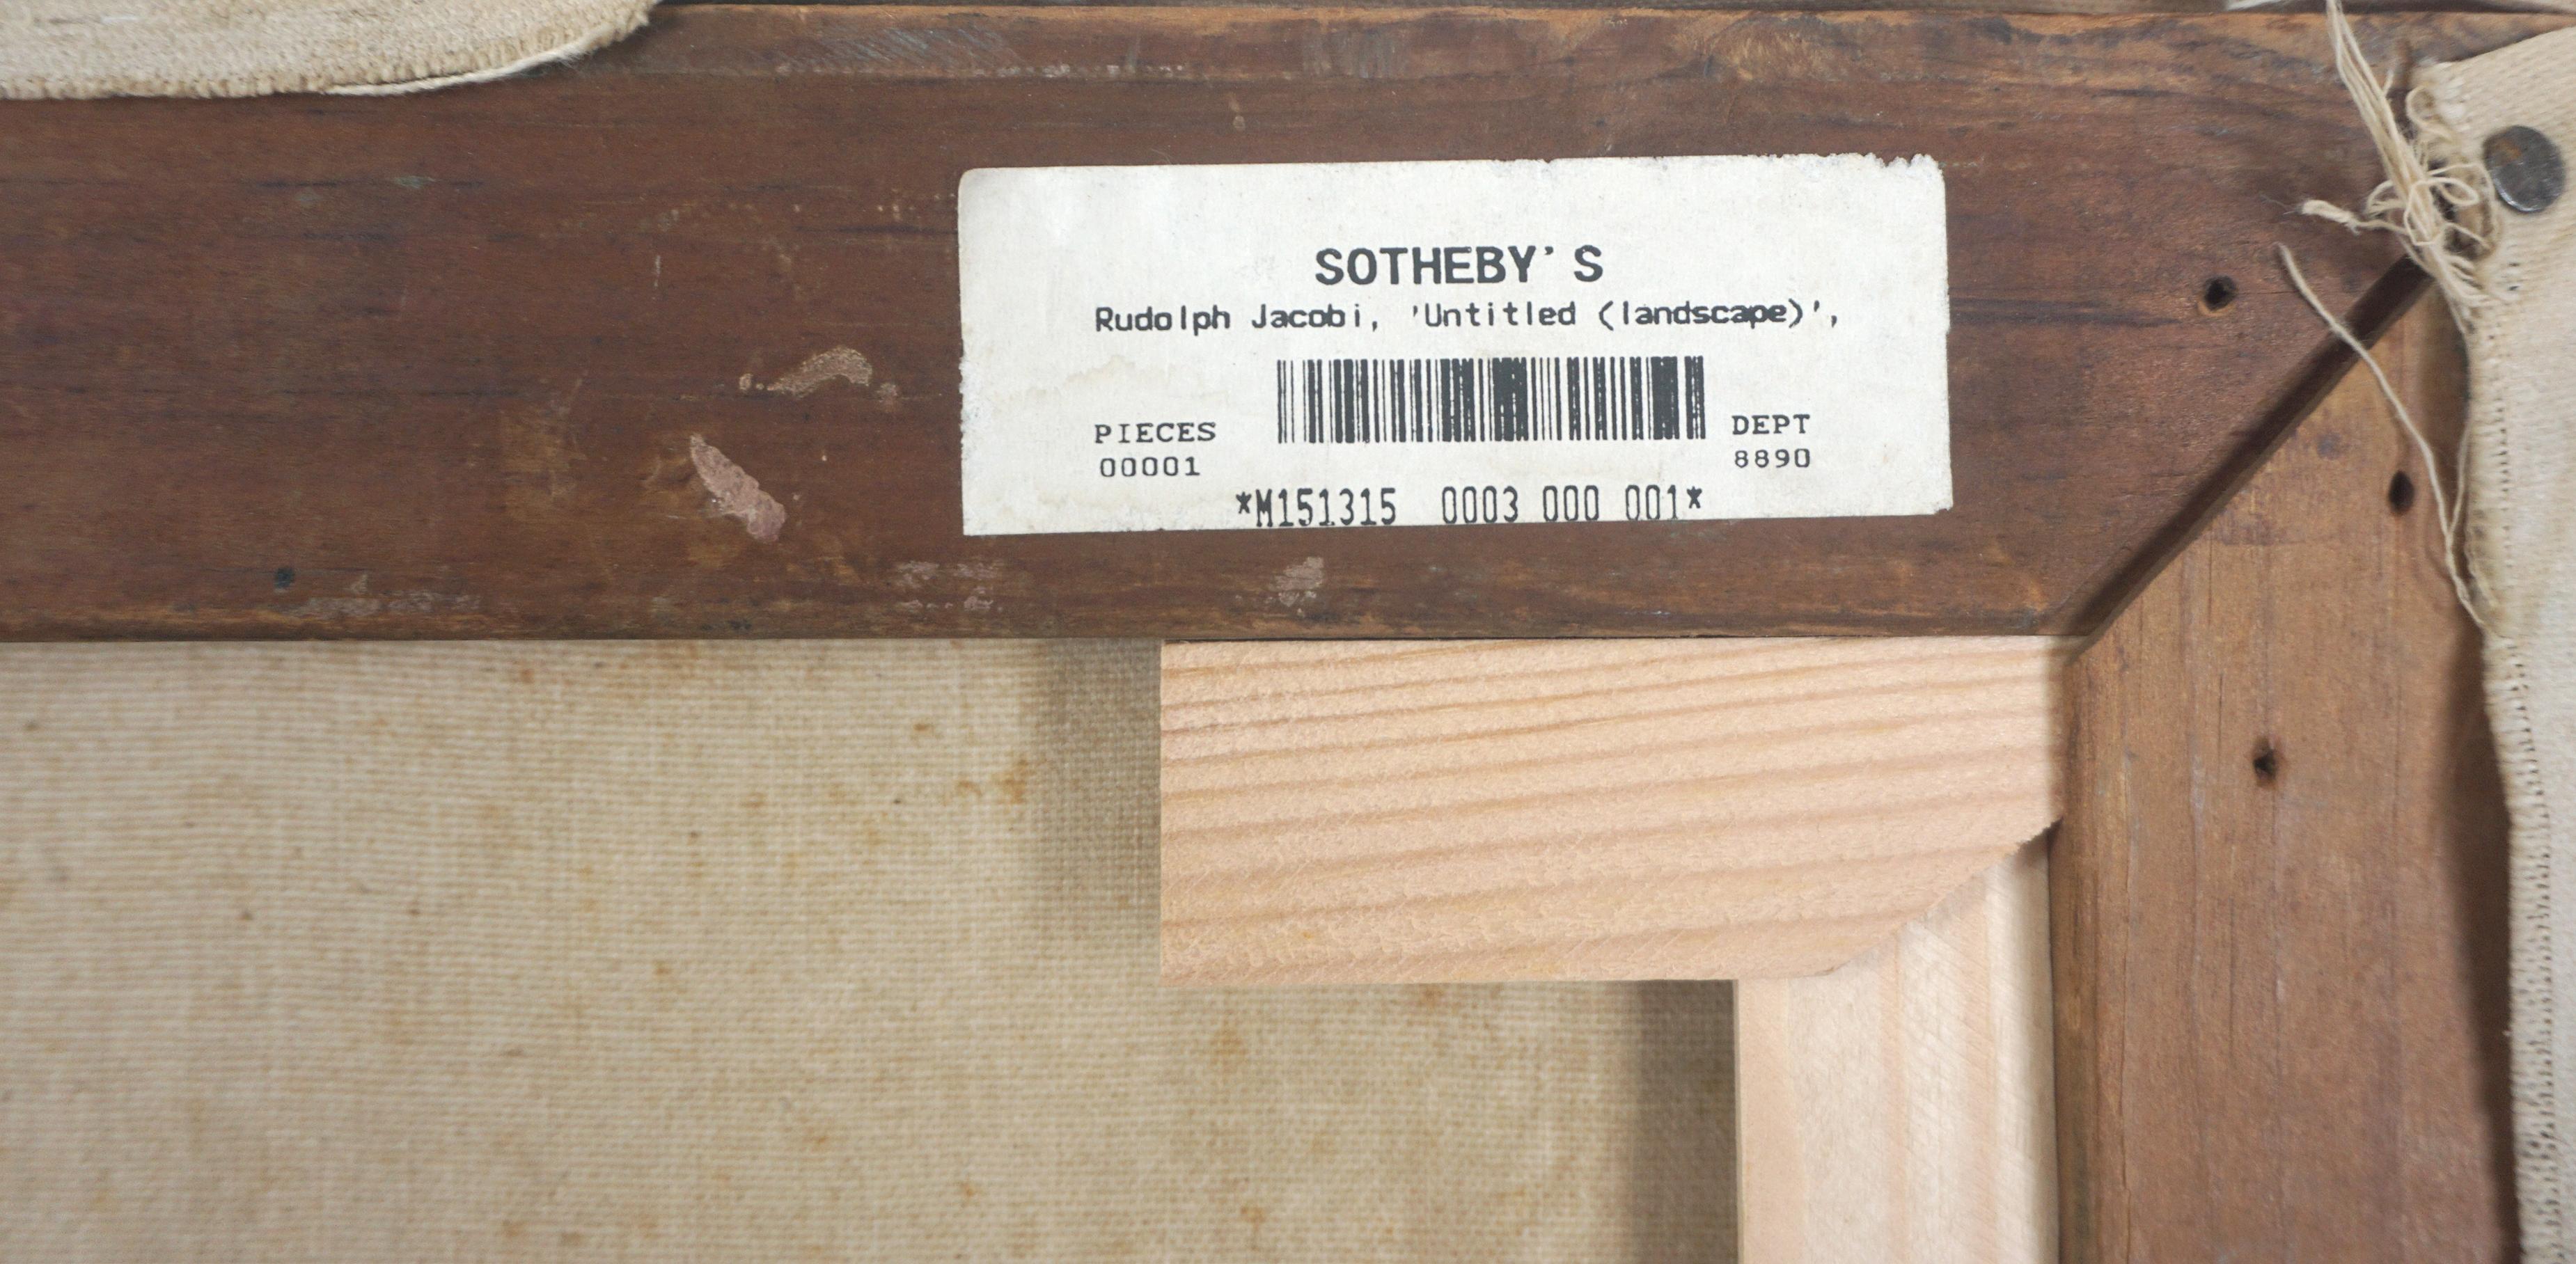 SOTHEBY'S
Rudolph Jacobi, 'Untitled (landscape)',
PIECES
00001
DEPT
8890
*M151315 0003 000 001*